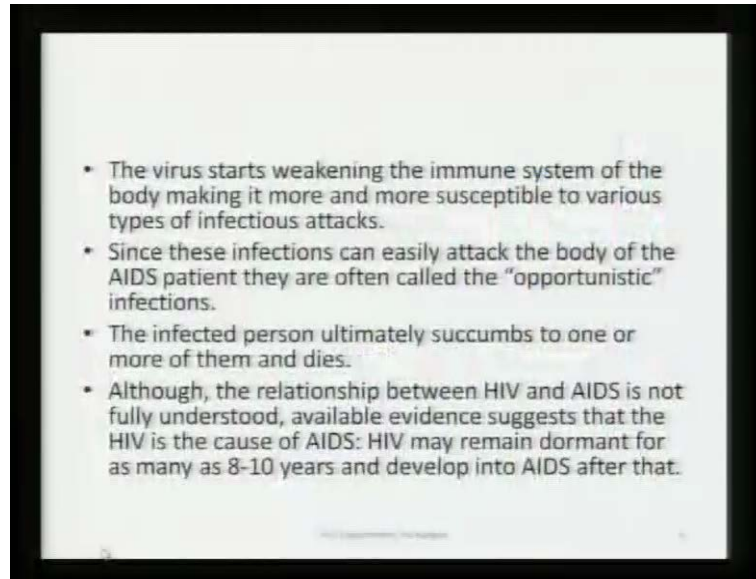 • The virus starts weakening the immune system of the
body making it more and more susceptible to various
types of infectious attacks.
• Since these infections can easily attack the body of the
AIDS patient they are often called the “opportunistic”
infections.
• The infected person ultimately succumbs to one or
more of them and dies.
• Although, the relationship between HIV and AIDS is not
fully understood, available evidence suggests that the
HIV is the cause of AIDS: HIV may remain dormant for
as many as 8-10 years and develop into AIDS after that.